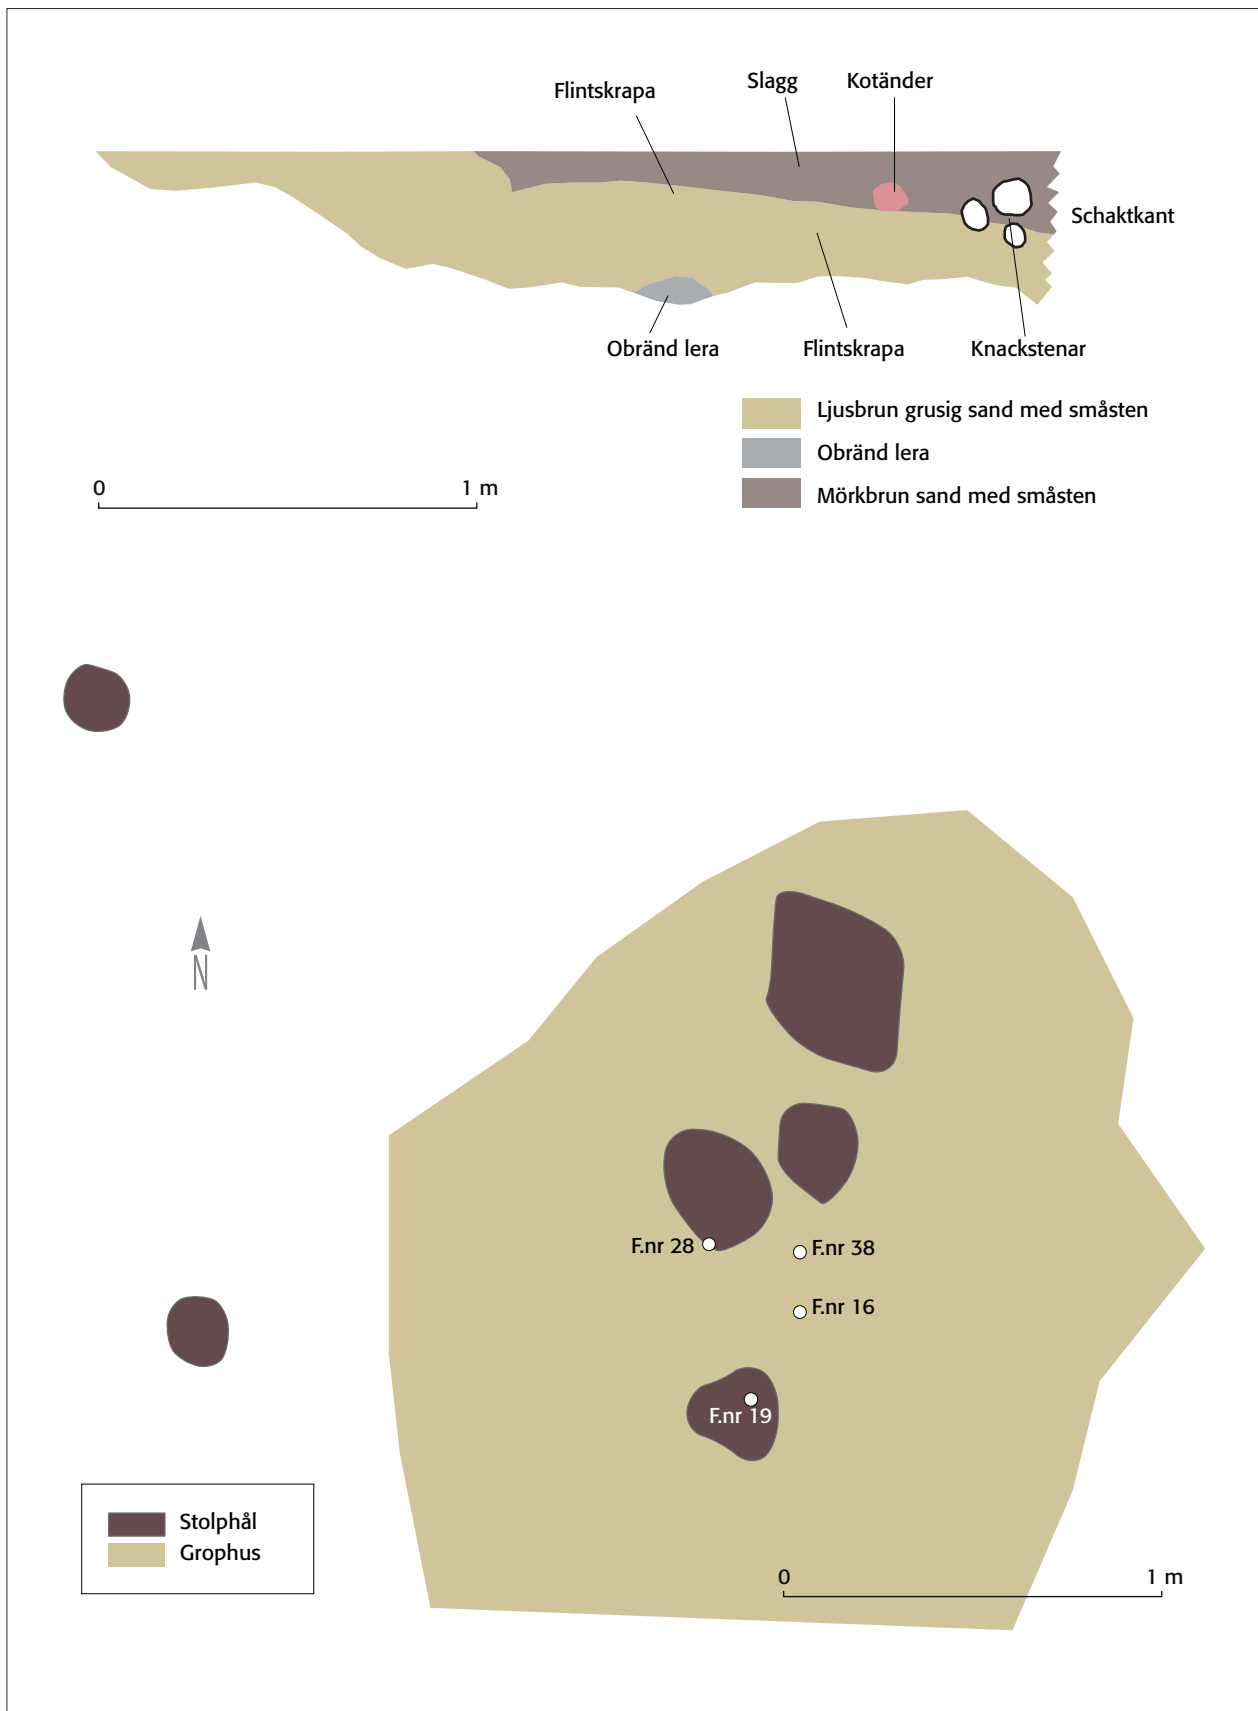 Slagg
Kotänder
Flintskrapa
Schaktkant
Obränd lera
Flintskrapa
Knackstenar
Ljusbrun grusig sand med småsten
Obränd lera
Mörkbrun sand med småsten
0
1 m
N
F.nr 28
F.nr 38
F.nr 16
F.nr 19
Stolphål
Grophus
0
1 m